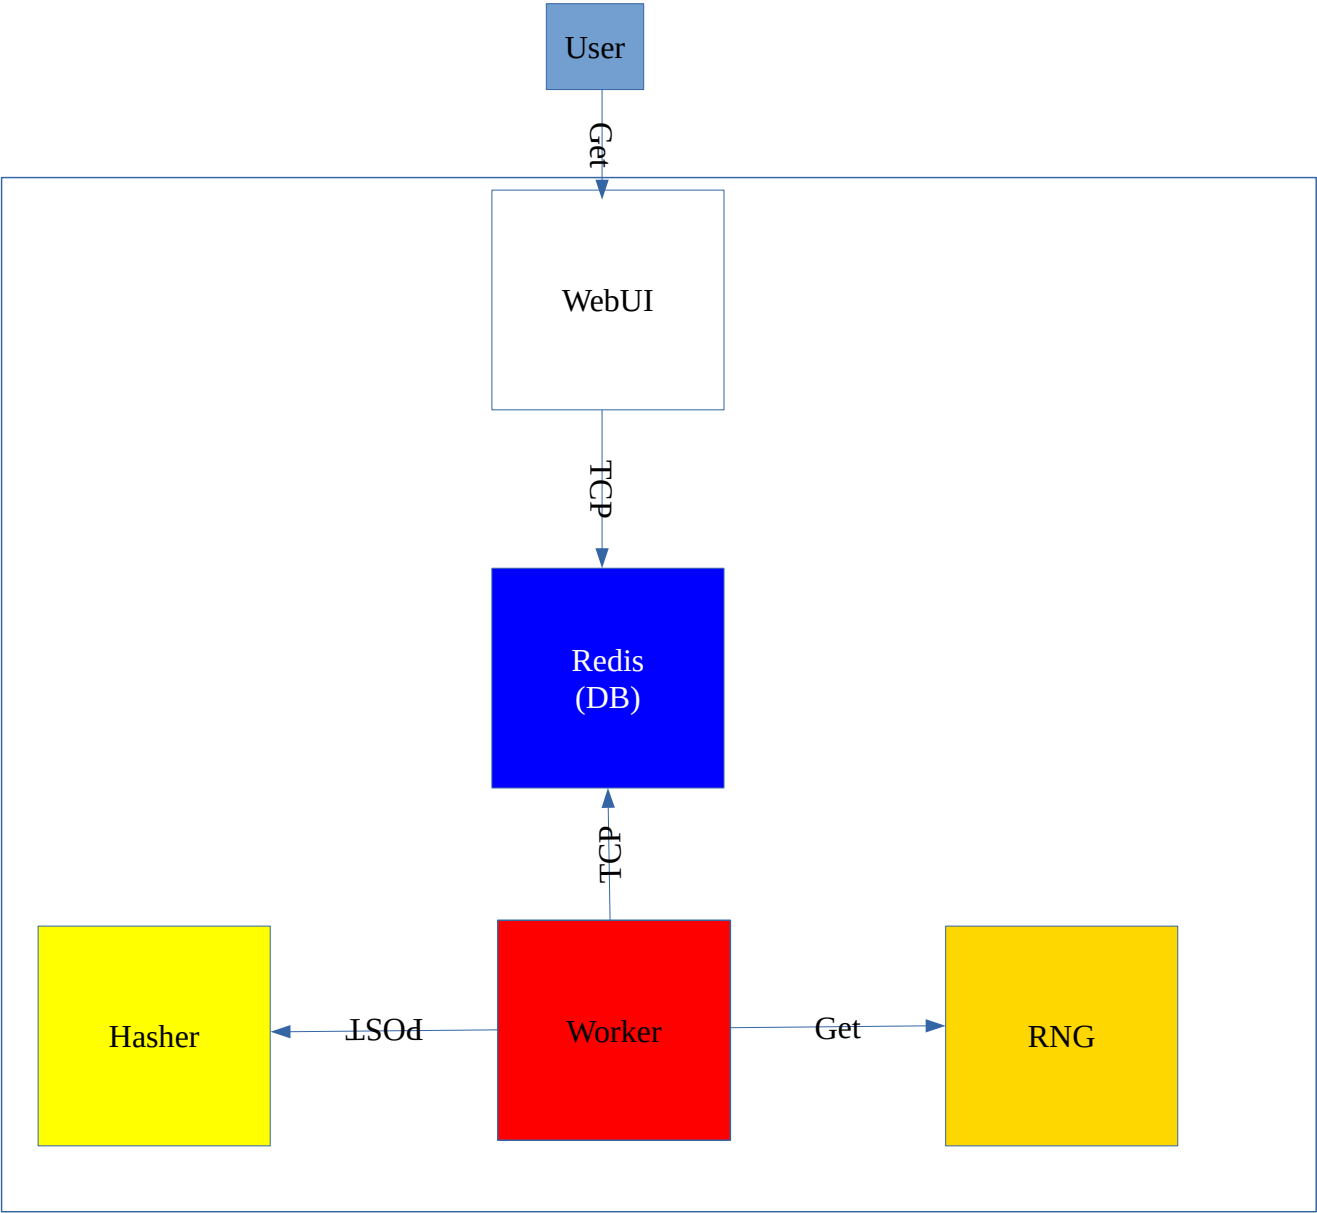 User
Get
WebUI
TCP
Redis
(DB)
TCP
Hasher
POST
Worker
Get
RNG